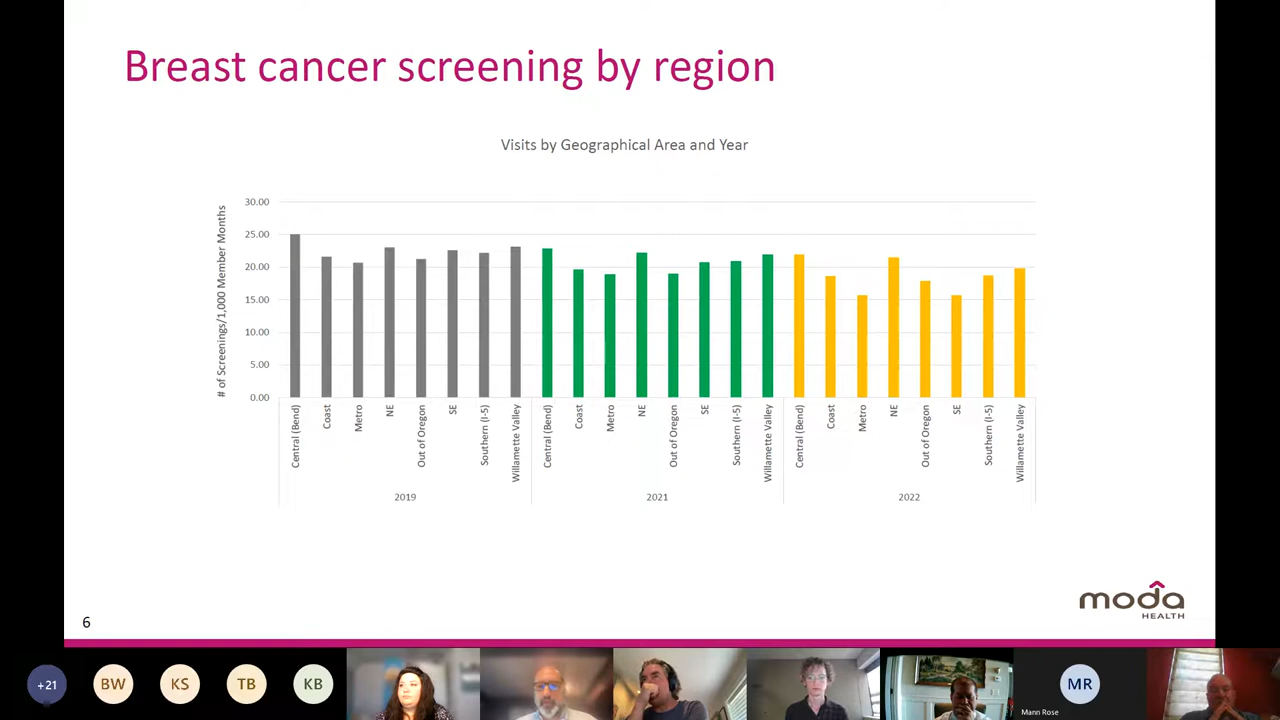 Breast cancer screening by region
Visits by Geographical Area and Year
# of Screenings/1,000 Member Months
30.00
25.00
20.00
15.00
10.00
5.00
0.00
Central (Bend)
Coast
Metro
NE
Out of Oregon
SE
Southern (I-5)
Willamette Valley
Central (Bend)
Coast
Metro
NE
Out of Oregon
SE
Southern (I-5)
Willamette Valley
Central (Bend)
Coast
Metro
NE
Out of Oregon
SE
Southern (I-5)
Willamette Valley
2019
2021
2022
moda
HEALTH
6
+21
BW
KS
TB
KB
MR
Mann Rose